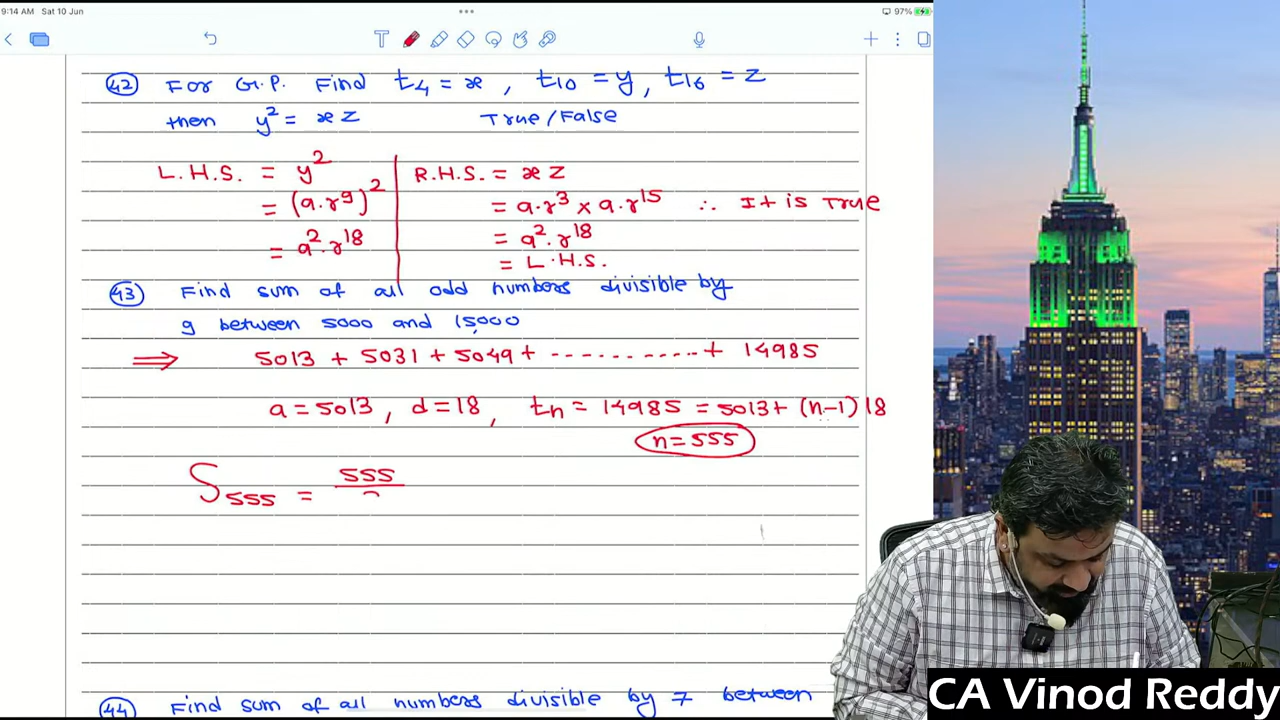 9:14 AM Sat 10 Jun
97%
42 For G.P. Find t4 = x , t10 = y , t16 = z
then y² = xz True/False
L.H.S. = y²
= (a.r⁹)²
= a².r¹⁸
R.H.S. = xz
= a.r³ x a.r¹⁵ ∴ It is True
= a².r¹⁸
= L.H.S.
43 Find sum of all odd numbers divisible by
9 between 5000 and 15,000
⇒ 5013 + 5031 + 5049 + ........... + 14985
a = 5013 , d = 18 , tn = 14985 = 5013 + (n-1) 18
n = 555
S555 = 555
44 Find sum of all numbers divisible by 7 between
CA Vinod Reddy